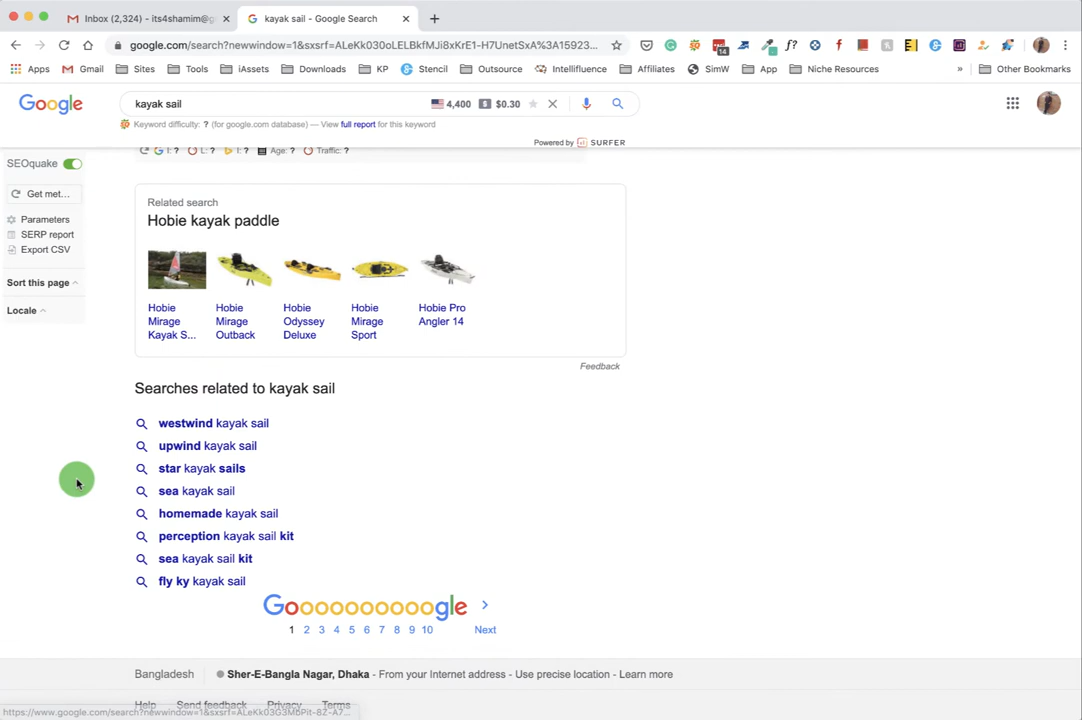 Inbox (2,324) - its4shamim@g
kayak sail - Google Search
google.com/search?newwindow=1&sxsrf=ALeKk030oLELBkfMJi8xKrE1-H7UnetSxA%3A15923...
Apps
Gmail
Sites
Tools
iAssets
Downloads
KP
Stencil
Outsource
Intellifluence
Affiliates
SimW
App
Niche Resources
»
Other Bookmarks
Google
kayak sail
4,400
$0.30
Keyword difficulty: ? (for google.com database) — View full report for this keyword
Powered by SURFER
I: ? L: ? I: ? Age: ? Traffic: ?
SEOquake
Get met...
Parameters
SERP report
Export CSV
Sort this page
Locale
Related search
Hobie kayak paddle
Hobie
Mirage
Kayak S...
Hobie
Mirage
Outback
Hobie
Odyssey
Deluxe
Hobie
Mirage
Sport
Hobie Pro
Angler 14
Feedback
Searches related to kayak sail
westwind kayak sail
upwind kayak sail
star kayak sails
sea kayak sail
homemade kayak sail
perception kayak sail kit
sea kayak sail kit
fly ky kayak sail
Goooooooooogle
1 2 3 4 5 6 7 8 9 10 Next
Bangladesh
Sher-E-Bangla Nagar, Dhaka - From your Internet address - Use precise location - Learn more
Help Send feedback Privacy Terms